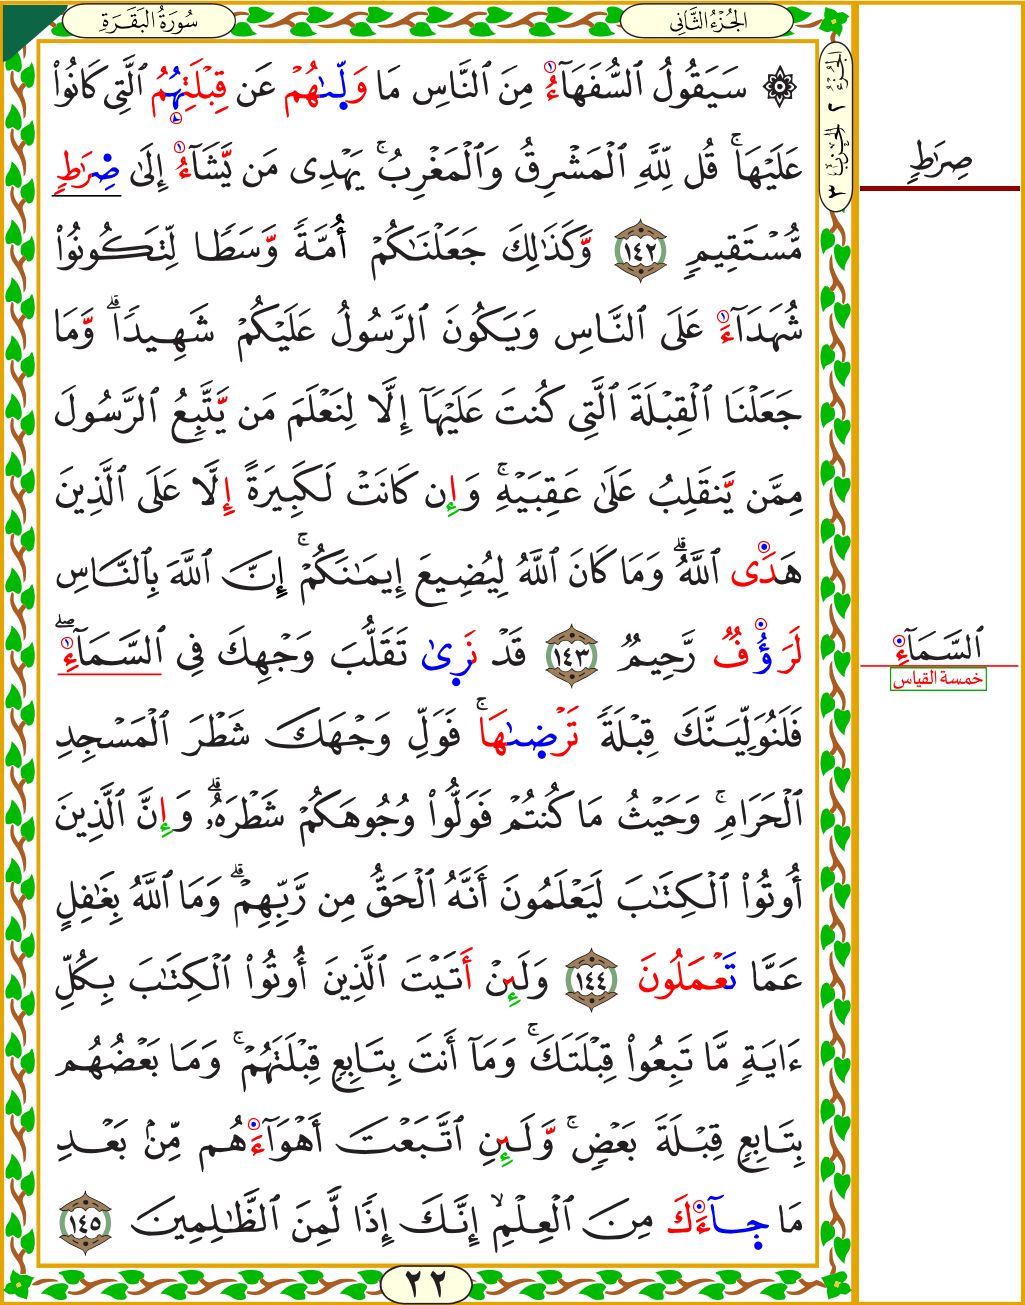 سُورَةُ البَقَرَةِ
الجُزْءُ الثَّانِي
الجُزْءُ ٢ الحِزْبُ ٣
۞ سَيَقُولُ ٱلسُّفَهَآءُ مِنَ ٱلنَّاسِ مَا وَلَّىٰهُمْ عَن قِبْلَتِهُمُ ٱلَّتِي كَانُوا۟
عَلَيْهَا ۚ قُل لِّلَّهِ ٱلْمَشْرِقُ وَٱلْمَغْرِبُ ۚ يَهْدِى مَن يَّشَآءُ إِلَىٰ صِرَٰطٍ
صِرَٰطٍ
مُّسْتَقِيمٍ ١٤٢ وَّكَذَٰلِكَ جَعَلْنَٰكُمْ أُمَّةً وَّسَطًا لِّتَكُونُوا۟
شُهَدَآءَ عَلَى ٱلنَّاسِ وَيَكُونَ ٱلرَّسُولُ عَلَيْكُمْ شَهِيدًا ۗ وَّمَا
جَعَلْنَا ٱلْقِبْلَةَ ٱلَّتِى كُنتَ عَلَيْهَآ إِلَّا لِنَعْلَمَ مَن يَّتَّبِعُ ٱلرَّسُولَ
مِمَّن يَّنقَلِبُ عَلَىٰ عَقِبَيْهِ ۚ وَإِن كَانَتْ لَكَبِيرَةً إِلَّا عَلَى ٱلَّذِينَ
هَدَى ٱللَّهُ ۗ وَمَا كَانَ ٱللَّهُ لِيُضِيعَ إِيمَٰنَكُمْ ۚ إِنَّ ٱللَّهَ بِٱلنَّاسِ
لَرَؤُفٌ رَّحِيمٌ ١٤٣ قَدْ نَرِىٰ تَقَلُّبَ وَجْهِكَ فِى ٱلسَّمَآءِ ۖ
ٱلسَّمَآءِ
خمسة القياس
فَلَنُوَلِّيَنَّكَ قِبْلَةً تَرْضِىٰهَا ۚ فَوَلِّ وَجْهَكَ شَطْرَ ٱلْمَسْجِدِ
ٱلْحَرَامِ ۚ وَحَيْثُ مَا كُنتُمْ فَوَلُّوا۟ وُجُوهَكُمْ شَطْرَهُۥ ۗ وَإِنَّ ٱلَّذِينَ
أُوتُوا۟ ٱلْكِتَٰبَ لَيَعْلَمُونَ أَنَّهُ ٱلْحَقُّ مِن رَّبِّهِمْ ۗ وَمَا ٱللَّهُ بِغَٰفِلٍ
عَمَّا تَعْمَلُونَ ١٤٤ وَلَئِنْ أَتَيْتَ ٱلَّذِينَ أُوتُوا۟ ٱلْكِتَٰبَ بِكُلِّ
ءَايَةٍ مَّا تَبِعُوا۟ قِبْلَتَكَ ۚ وَمَآ أَنتَ بِتَابِعٍ قِبْلَتَهُمْ ۚ وَمَا بَعْضُهُم
بِتَابِعٍ قِبْلَةَ بَعْضٍ ۚ وَّلَئِنِ ٱتَّبَعْتَ أَهْوَآءَهُم مِّنۢ بَعْدِ
مَا جَآءَكَ مِنَ ٱلْعِلْمِ ۙ إِنَّكَ إِذًا لَّمِنَ ٱلظَّٰلِمِينَ ١٤٥
٢٢